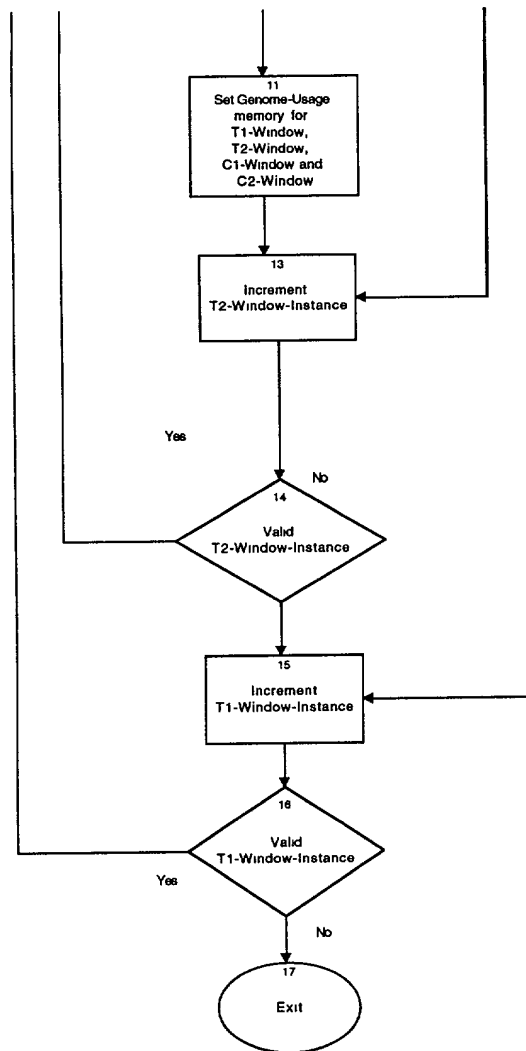 11
Set Genome-Usage
memory for
T1-Window,
T2-Window,
C1-Window and
C2-Window
13
Increment
T2-Window-Instance
Yes
No
14
Valid
T2-Window-Instance
15
Increment
T1-Window-Instance
16
Valid
T1-Window-Instance
Yes
No
17
Exit